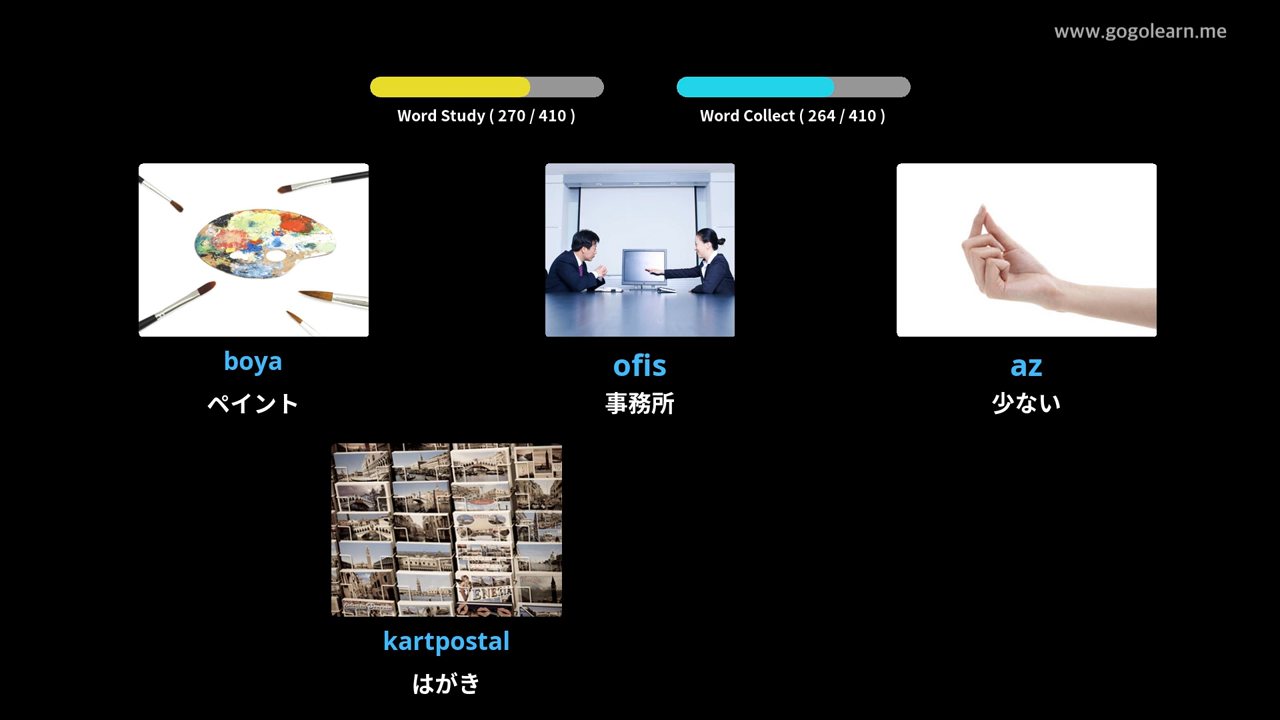 www.gogolearn.me
Word Study ( 270 / 410 )
Word Collect ( 264 / 410 )
boya
ペイント
ofis
事務所
az
少ない
VENEZIA
kartpostal
はがき